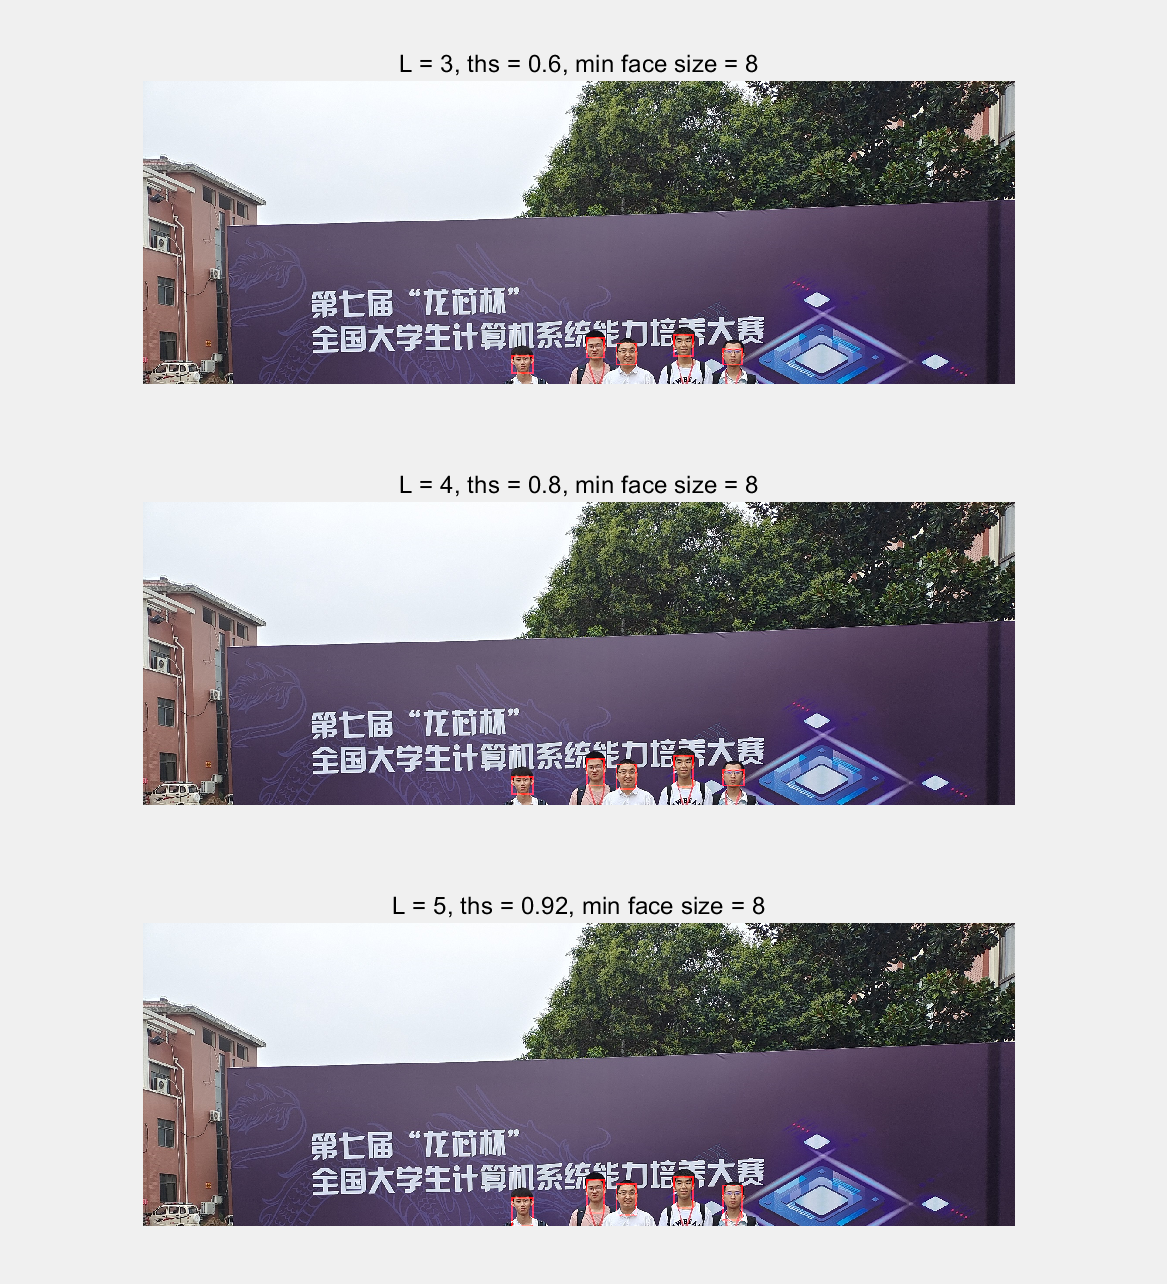 L = 3, ths = 0.6, min face size = 8
第七届“龙芯杯”
全国大学生计算机系统能力培养大赛
L = 4, ths = 0.8, min face size = 8
第七届“龙芯杯”
全国大学生计算机系统能力培养大赛
L = 5, ths = 0.92, min face size = 8
第七届“龙芯杯”
全国大学生计算机系统能力培养大赛